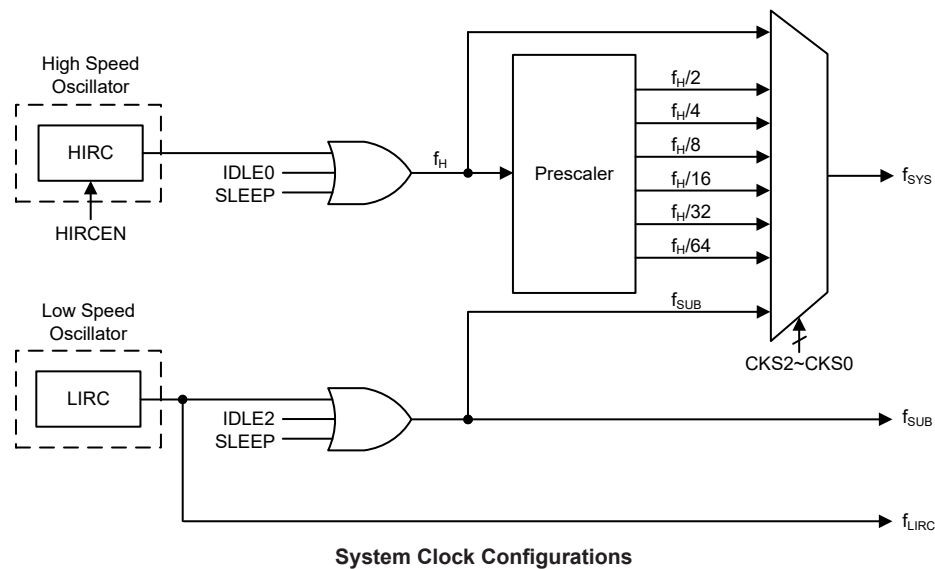 High Speed
Oscillator
HIRC
HIRCEN
IDLE0
SLEEP
fH
Prescaler
fH/2
fH/4
fH/8
fH/16
fH/32
fH/64
fSUB
CKS2~CKS0
fSYS
Low Speed
Oscillator
LIRC
IDLE2
SLEEP
fSUB
fLIRC
System Clock Configurations